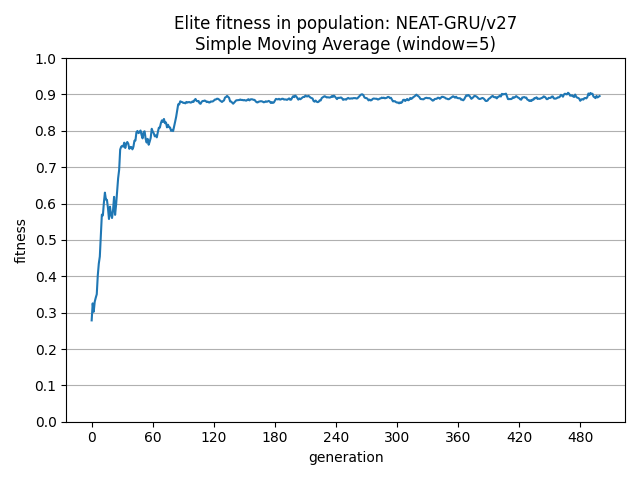 Elite fitness in population: NEAT-GRU/v27
Simple Moving Average (window=5)
fitness
1.0
0.9
0.8
0.7
0.6
0.5
0.4
0.3
0.2
0.1
0.0
0 60 120 180 240 300 360 420 480
generation